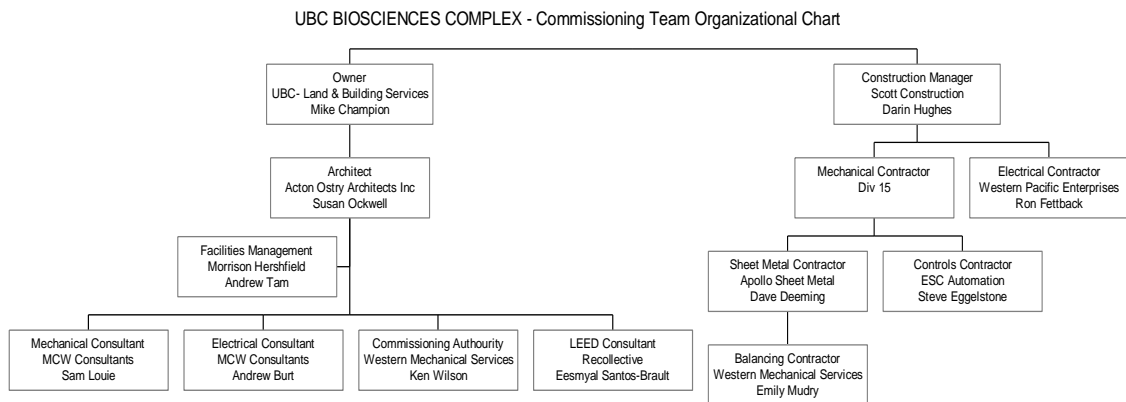 UBC BIOSCIENCES COMPLEX - Commissioning Team Organizational Chart
Owner
UBC- Land & Building Services
Mike Champion
Construction Manager
Scott Construction
Darin Hughes
Architect
Acton Ostry Architects Inc
Susan Ockwell
Mechanical Contractor
Div 15
Electrical Contractor
Western Pacific Enterprises
Ron Fettback
Facilities Management
Morrison Hershfield
Andrew Tam
Sheet Metal Contractor
Apollo Sheet Metal
Dave Deeming
Controls Contractor
ESC Automation
Steve Eggelstone
Mechanical Consultant
MCW Consultants
Sam Louie
Electrical Consultant
MCW Consultants
Andrew Burt
Commissioning Authourity
Western Mechanical Services
Ken Wilson
LEED Consultant
Recollective
Eesmyal Santos-Brault
Balancing Contractor
Western Mechanical Services
Emily Mudry